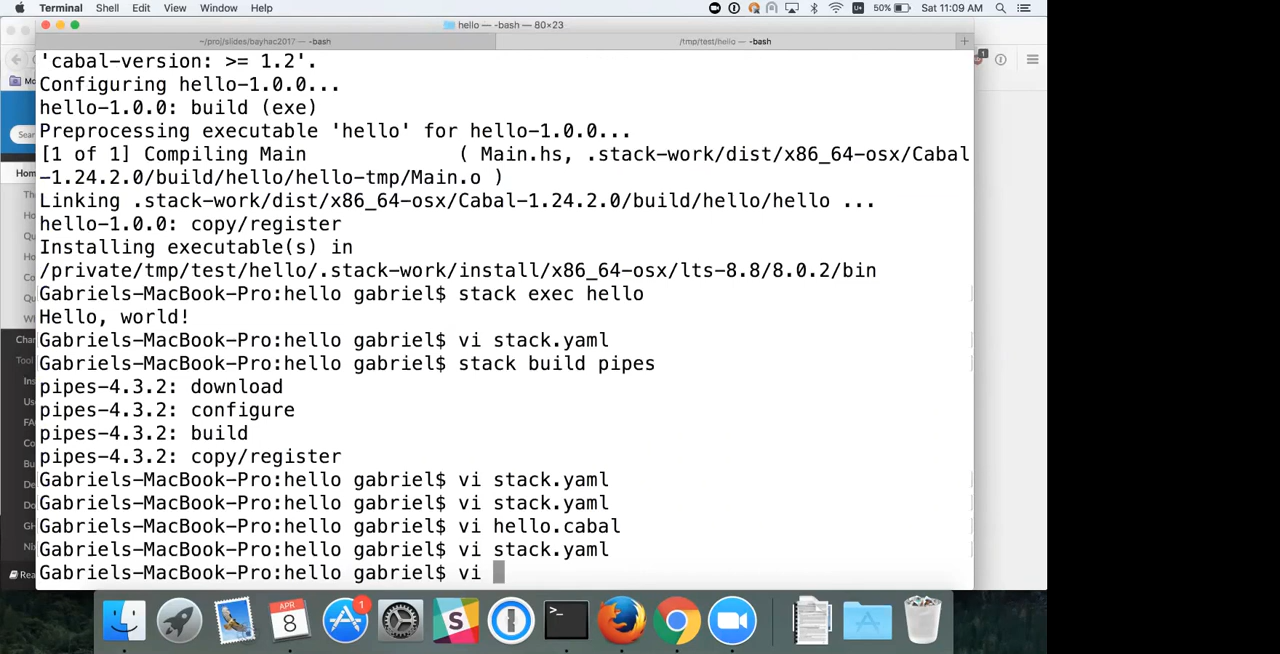 Terminal Shell Edit View Window Help 50% Sat 11:09 AM
hello — -bash — 80×23
~/proj/slides/bayhac2017 — -bash /tmp/test/hello — -bash +
'cabal-version: >= 1.2'.
Configuring hello-1.0.0...
hello-1.0.0: build (exe)
Preprocessing executable 'hello' for hello-1.0.0...
[1 of 1] Compiling Main ( Main.hs, .stack-work/dist/x86_64-osx/Cabal
-1.24.2.0/build/hello/hello-tmp/Main.o )
Linking .stack-work/dist/x86_64-osx/Cabal-1.24.2.0/build/hello/hello ...
hello-1.0.0: copy/register
Installing executable(s) in
/private/tmp/test/hello/.stack-work/install/x86_64-osx/lts-8.8/8.0.2/bin
Gabriels-MacBook-Pro:hello gabriel$ stack exec hello
Hello, world!
Gabriels-MacBook-Pro:hello gabriel$ vi stack.yaml
Gabriels-MacBook-Pro:hello gabriel$ stack build pipes
pipes-4.3.2: download
pipes-4.3.2: configure
pipes-4.3.2: build
pipes-4.3.2: copy/register
Gabriels-MacBook-Pro:hello gabriel$ vi stack.yaml
Gabriels-MacBook-Pro:hello gabriel$ vi stack.yaml
Gabriels-MacBook-Pro:hello gabriel$ vi hello.cabal
Gabriels-MacBook-Pro:hello gabriel$ vi stack.yaml
Gabriels-MacBook-Pro:hello gabriel$ vi
APR
8
1